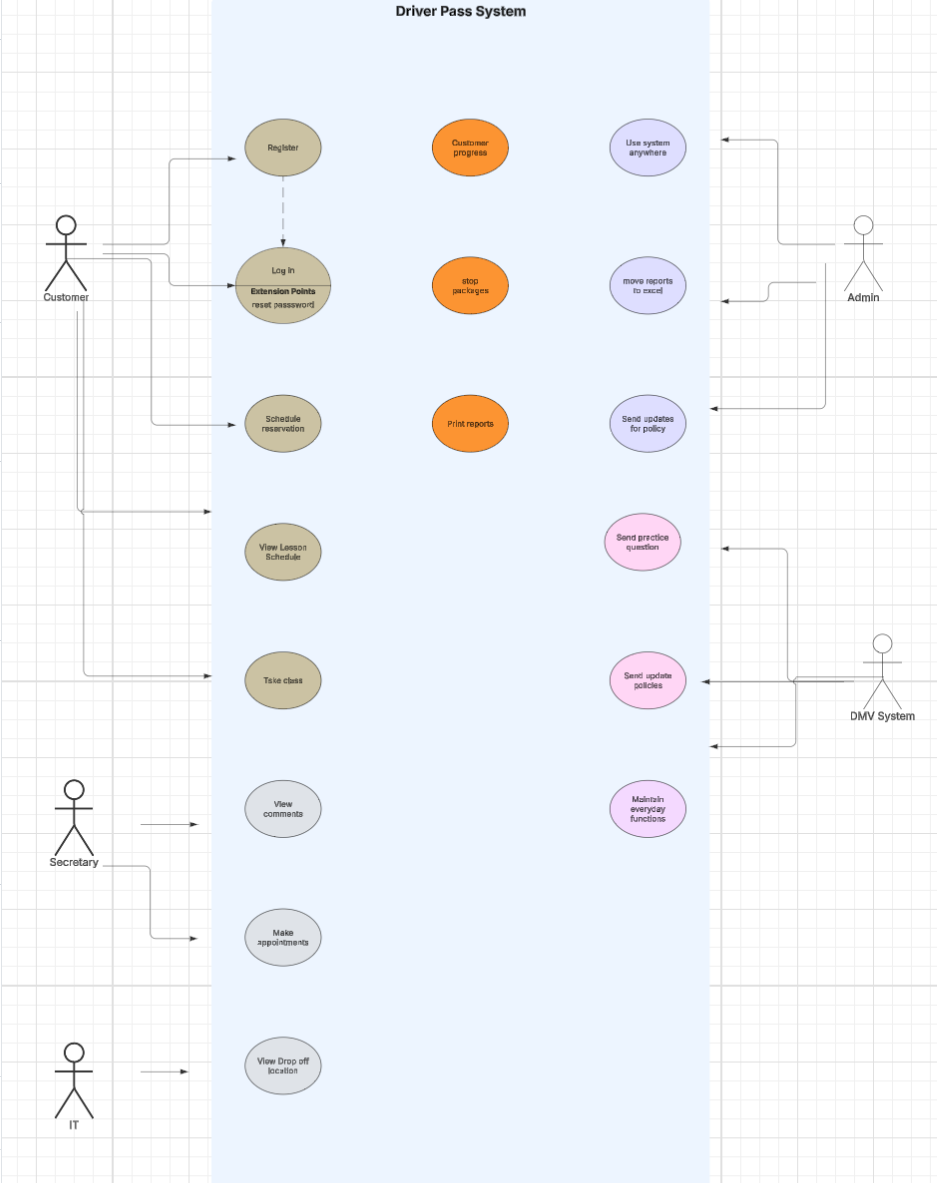 Driver Pass System
Register
Customer
progress
Use system
anywhere
Log in
Extension Points
reset passward
stop
packages
move reports
to excel
Customer
Admin
Schedule
reservation
Print reports
Send updates
for policy
View Lesson
Schedule
Send practice
question
Take class
Send update
policies
DMV System
View
comments
Maintain
everyday
functions
Secretary
Make
appointments
View Drop off
location
IT